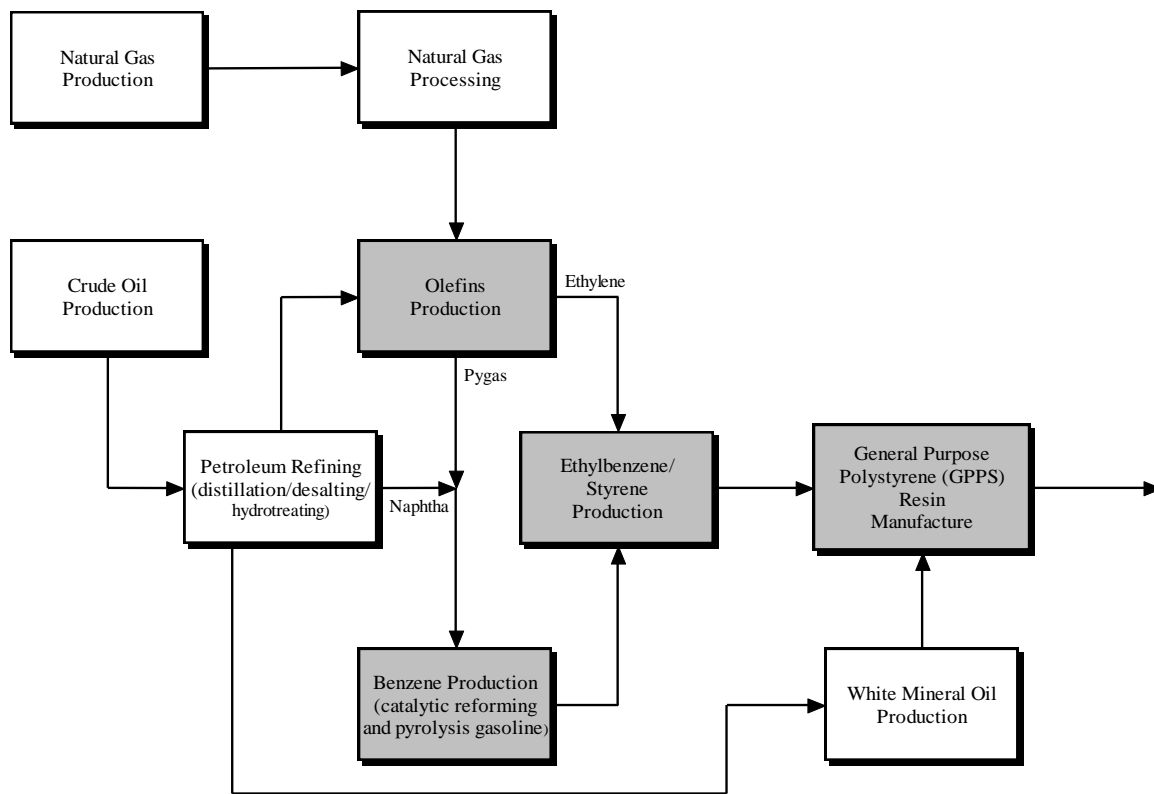 Natural Gas
Production
Natural Gas
Processing
Crude Oil
Production
Olefins
Production
Ethylene
Pygas
Petroleum Refining
(distillation/desalting/
hydrotreating)
Naphtha
Ethylbenzene/
Styrene
Production
General Purpose
Polystyrene (GPPS)
Resin
Manufacture
Benzene Production
(catalytic reforming
and pyrolysis gasoline)
White Mineral Oil
Production